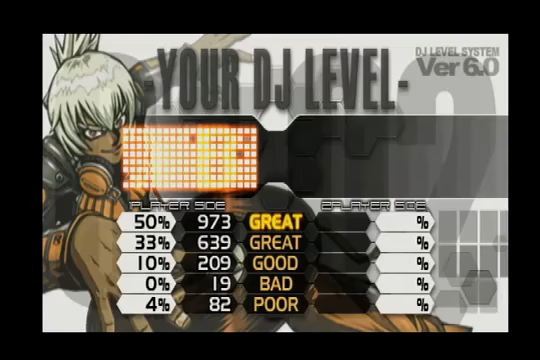 -YOUR DJ LEVEL-
DJ LEVEL SYSTEM
Ver 6.0
1PLAYER SIDE 2PLAYER SIDE
50% 973 GREAT %
33% 639 GREAT %
10% 209 GOOD %
0% 19 BAD %
4% 82 POOR %